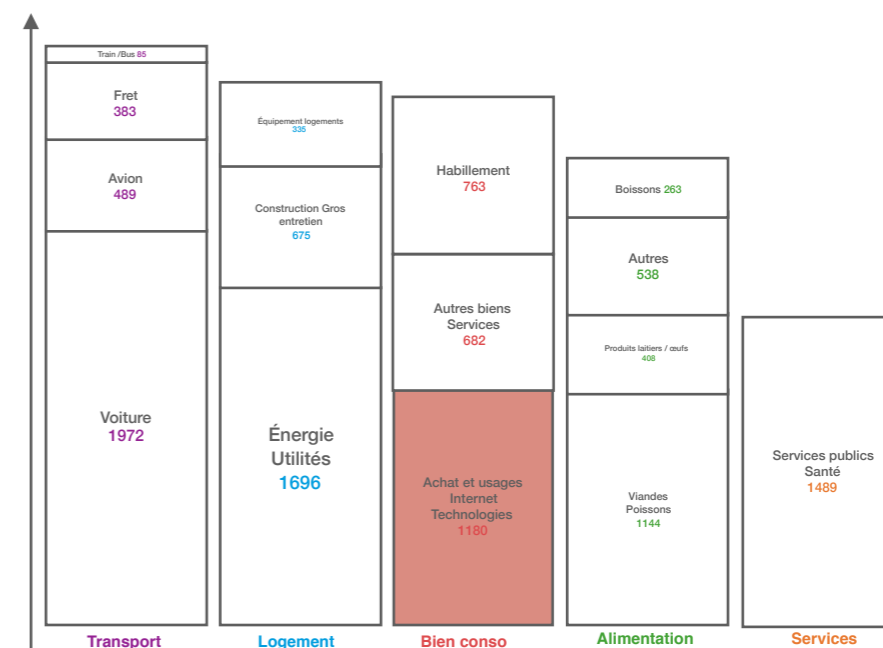 Train /Bus 85
Fret
383
Avion
489
Voiture
1972
Transport
Équipement logements
335
Construction Gros
entretien
675
Énergie
Utilités
1696
Logement
Habillement
763
Autres biens
Services
682
Achat et usages
Internet
Technologies
1180
Bien conso
Boissons 263
Autres
538
Produits laitiers / œufs
408
Viandes
Poissons
1144
Alimentation
Services publics
Santé
1489
Services